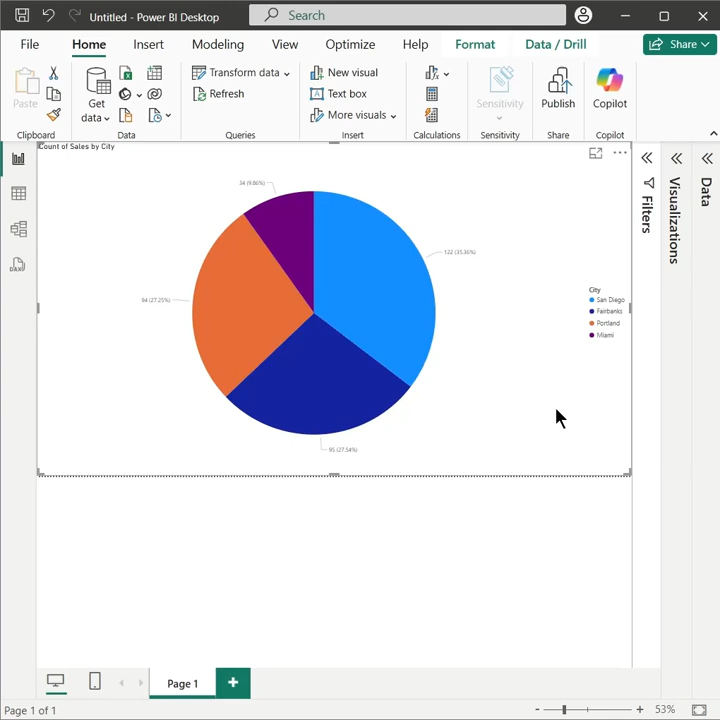 Untitled - Power BI Desktop
Search
File
Home
Insert
Modeling
View
Optimize
Help
Format
Data / Drill
Share
Paste
Clipboard
Get
data
Data
Transform data
Refresh
Queries
New visual
Text box
More visuals
Insert
Calculations
Sensitivity
Sensitivity
Publish
Share
Copilot
Copilot
Count of Sales by City
34 (9.86%)
122 (35.36%)
94 (27.25%)
95 (27.54%)
City
San Diego
Fairbanks
Portland
Miami
Filters
Visualizations
Data
DAX
Page 1
+
Page 1 of 1
- + 53%